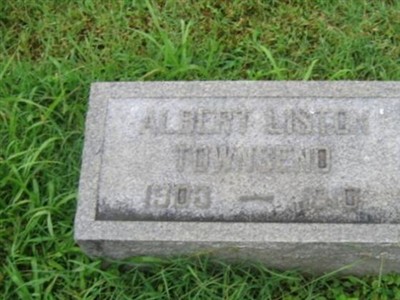 ALBERT LISTON
TOWNSEND
1903 —